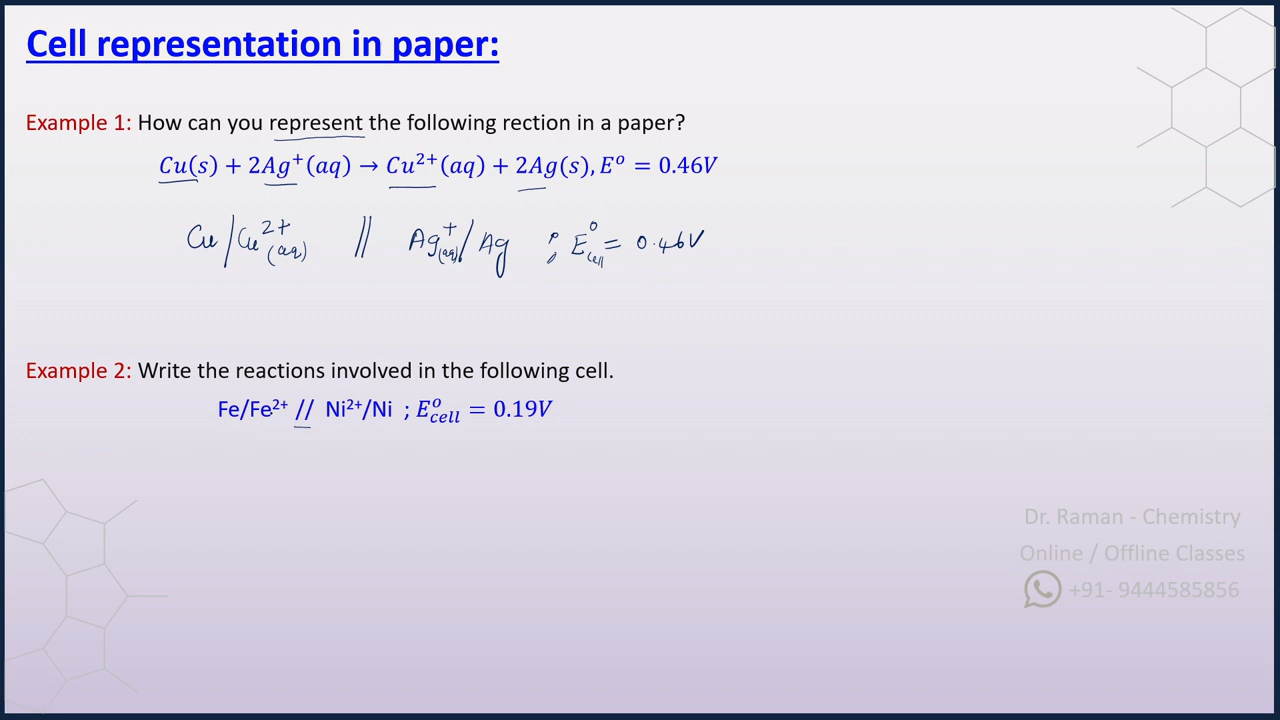 Cell representation in paper:
Example 1: How can you represent the following rection in a paper?
Cu(s) + 2Ag⁺(aq) → Cu²⁺(aq) + 2Ag(s), E° = 0.46V
Cu/Cu²⁺(aq) // Ag⁺(aq)/Ag ; E°cell = 0.46V
Example 2: Write the reactions involved in the following cell.
Fe/Fe²⁺ // Ni²⁺/Ni ; E°cell = 0.19V
Dr. Raman - Chemistry
Online / Offline Classes
+91- 9444585856